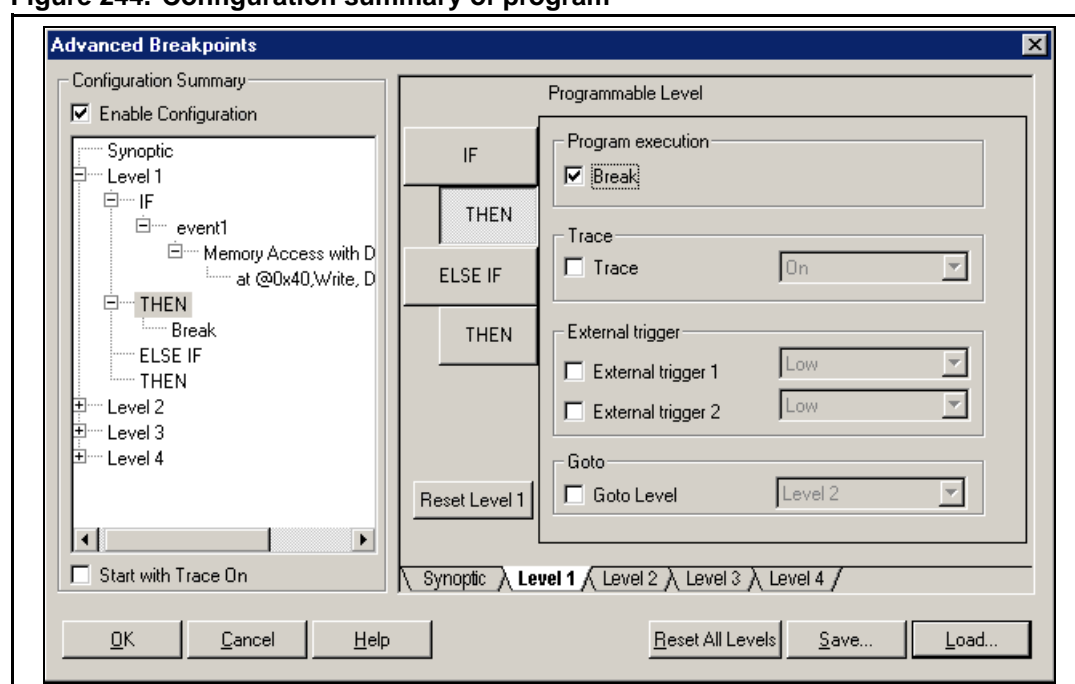 Figure 244. Configuration summary of program
Advanced Breakpoints
Configuration Summary
Enable Configuration
Synoptic
Level 1
IF
event1
Memory Access with D
at @0x40,Write, D
THEN
Break
ELSE IF
THEN
Level 2
Level 3
Level 4
Start with Trace On
Programmable Level
IF
THEN
ELSE IF
THEN
Reset Level 1
Program execution
Break
Trace
Trace On
External trigger
External trigger 1 Low
External trigger 2 Low
Goto
Goto Level Level 2
Synoptic Level 1 Level 2 Level 3 Level 4
OK Cancel Help Reset All Levels Save... Load...